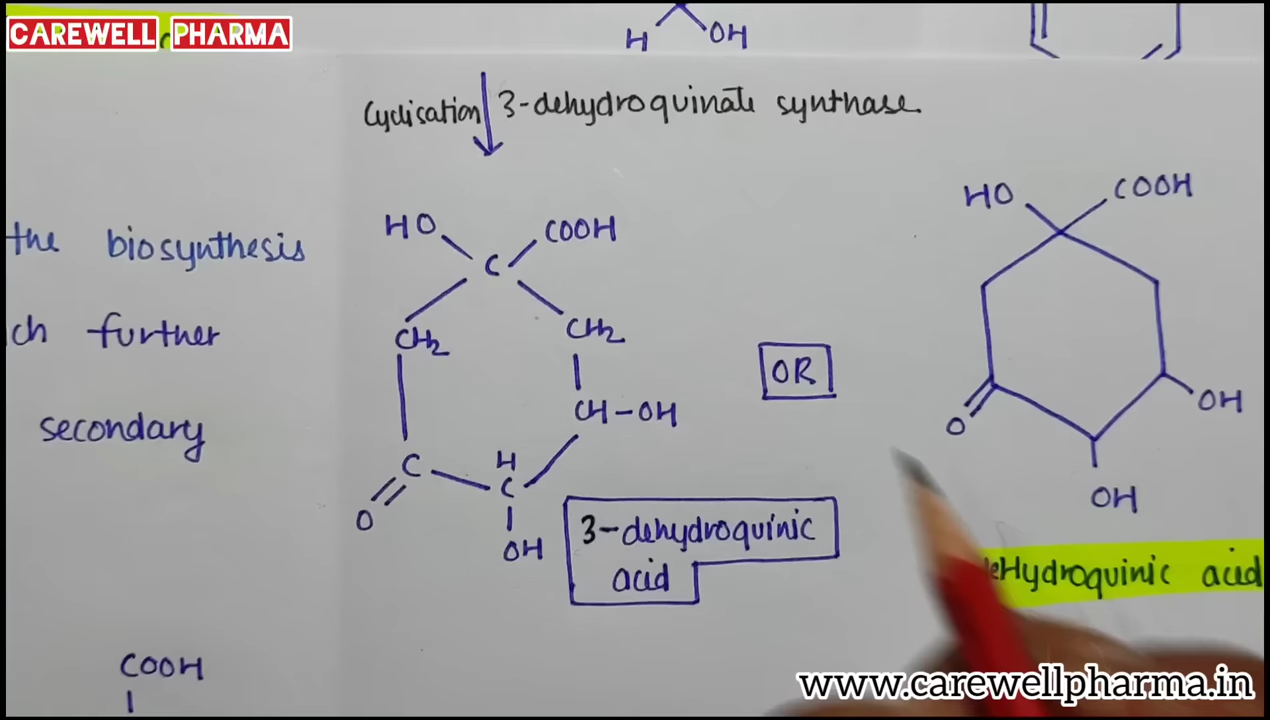 CAREWELL PHARMA
H OH
Cyclisation 3-dehydroquinate synthase.
HO COOH
C
CH2 CH2
CH-OH
C H
C
O
OH
the biosynthesis
ch further
secondary
COOH
OR
3-dehydroquinic
acid
HO COOH
O OH
OH
eHydroquinic acid
www.carewellpharma.in